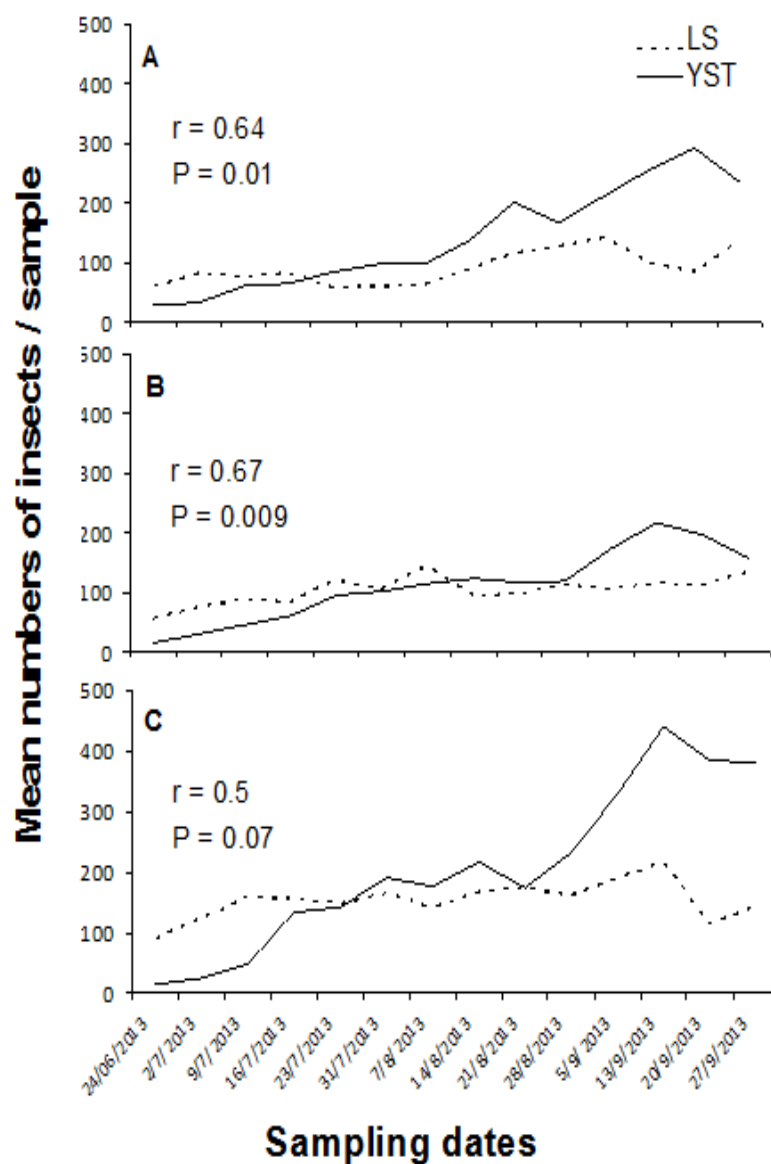 Mean numbers of insects / sample
500
400
300
200
100
0
A
r = 0.64
P = 0.01
LS
YST
500
400
300
200
100
0
B
r = 0.67
P = 0.009
500
400
300
200
100
0
C
r = 0.5
P = 0.07
24/06/2013
2/7/2013
9/7/2013
16/7/2013
23/7/2013
31/7/2013
7/8/2013
14/8/2013
21/8/2013
28/8/2013
5/9/2013
13/9/2013
20/9/2013
27/9/2013
Sampling dates